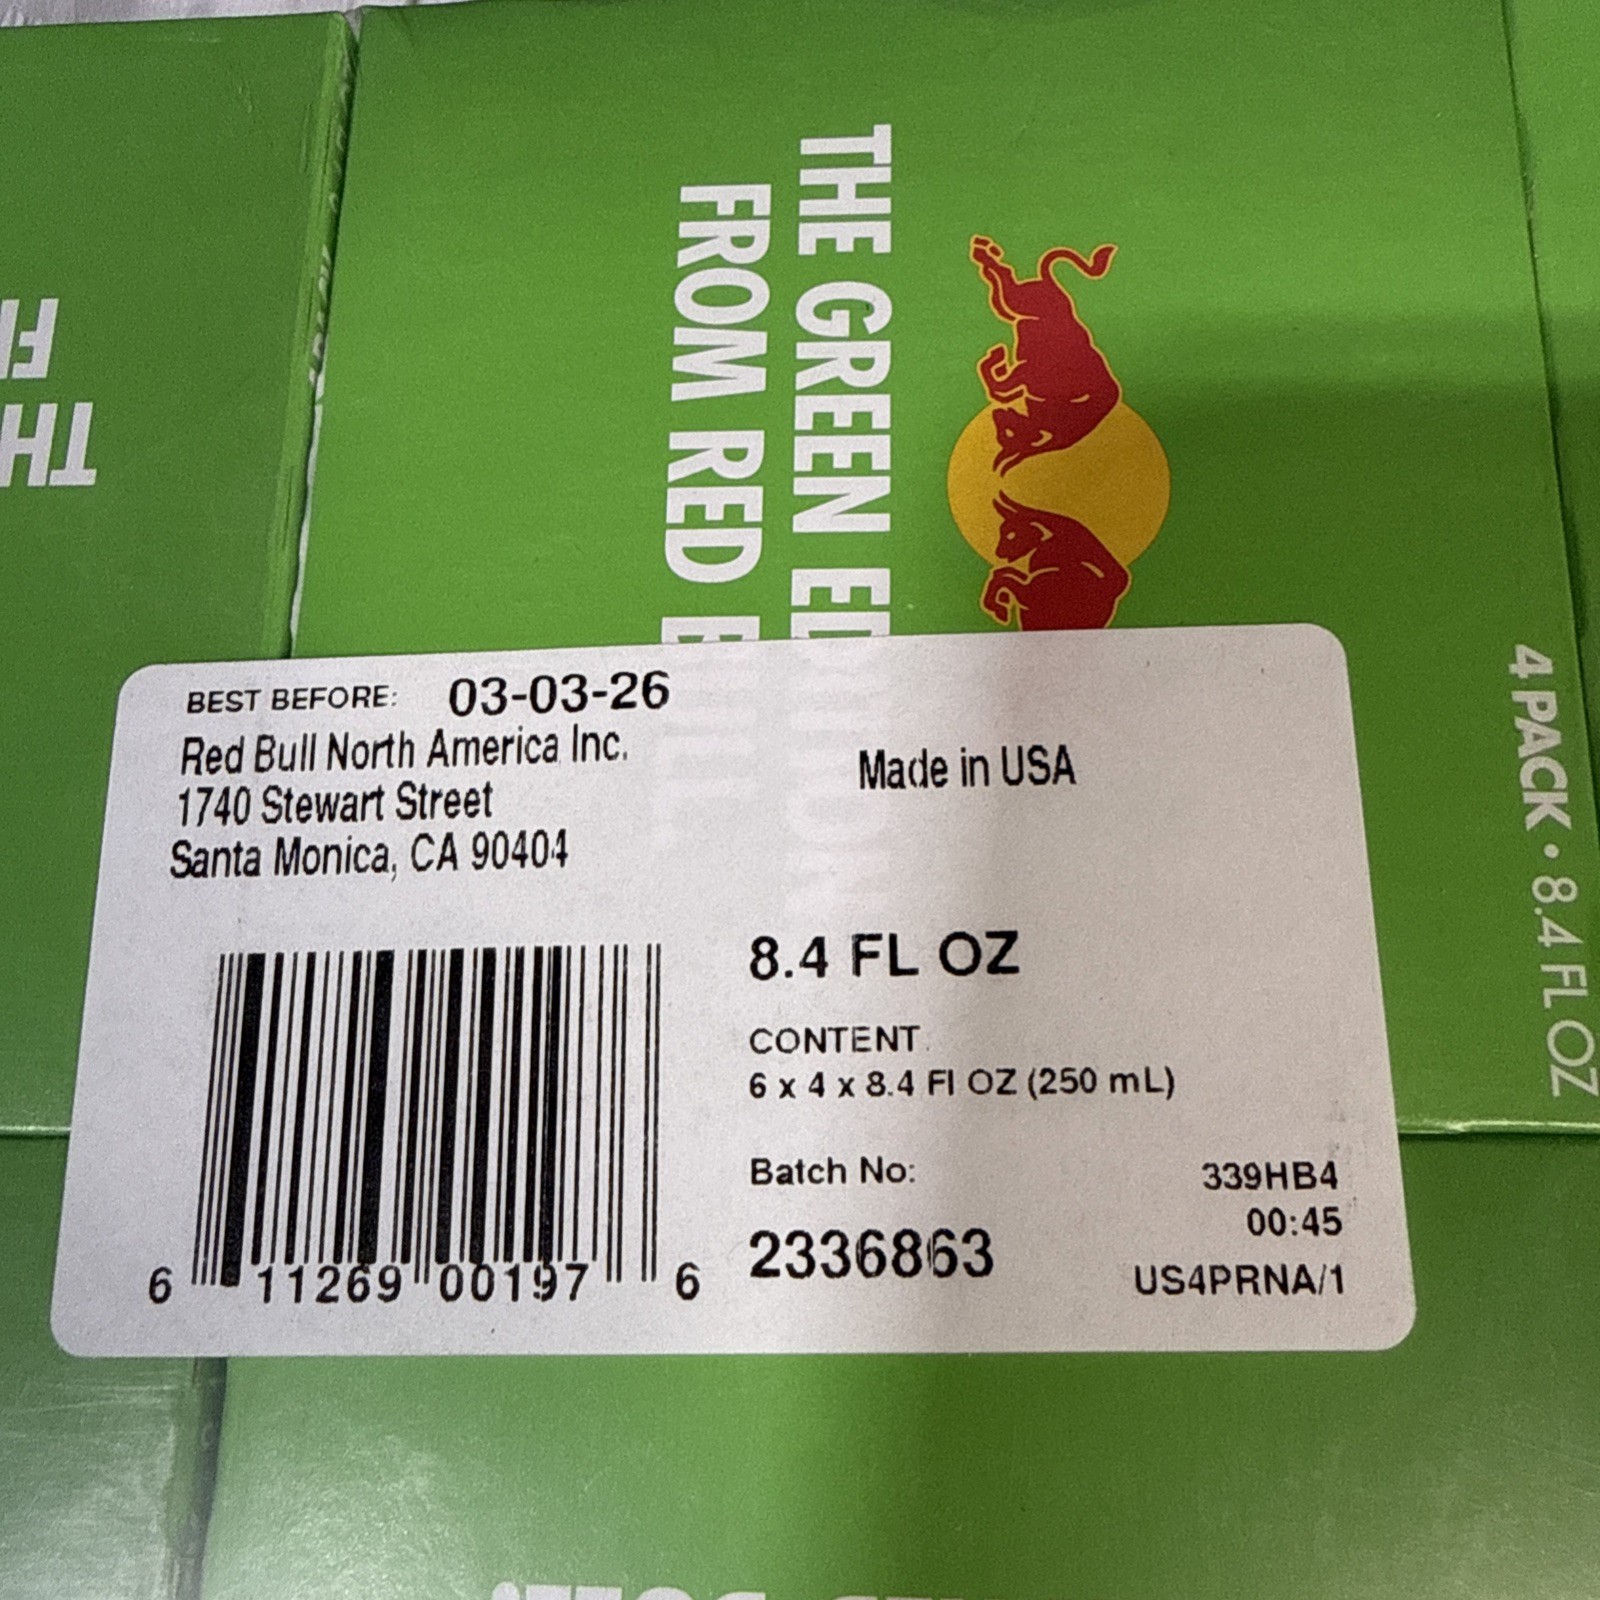 THE GREEN ED
FROM RED B
4 PACK · 8.4 FL OZ
BEST BEFORE: 03-03-26
Red Bull North America Inc.
1740 Stewart Street
Santa Monica, CA 90404
Made in USA
8.4 FL OZ
CONTENT
6 x 4 x 8.4 Fl OZ (250 mL)
Batch No:
2336863
339HB4
00:45
US4PRNA/1
6 11269 00197 6
TH